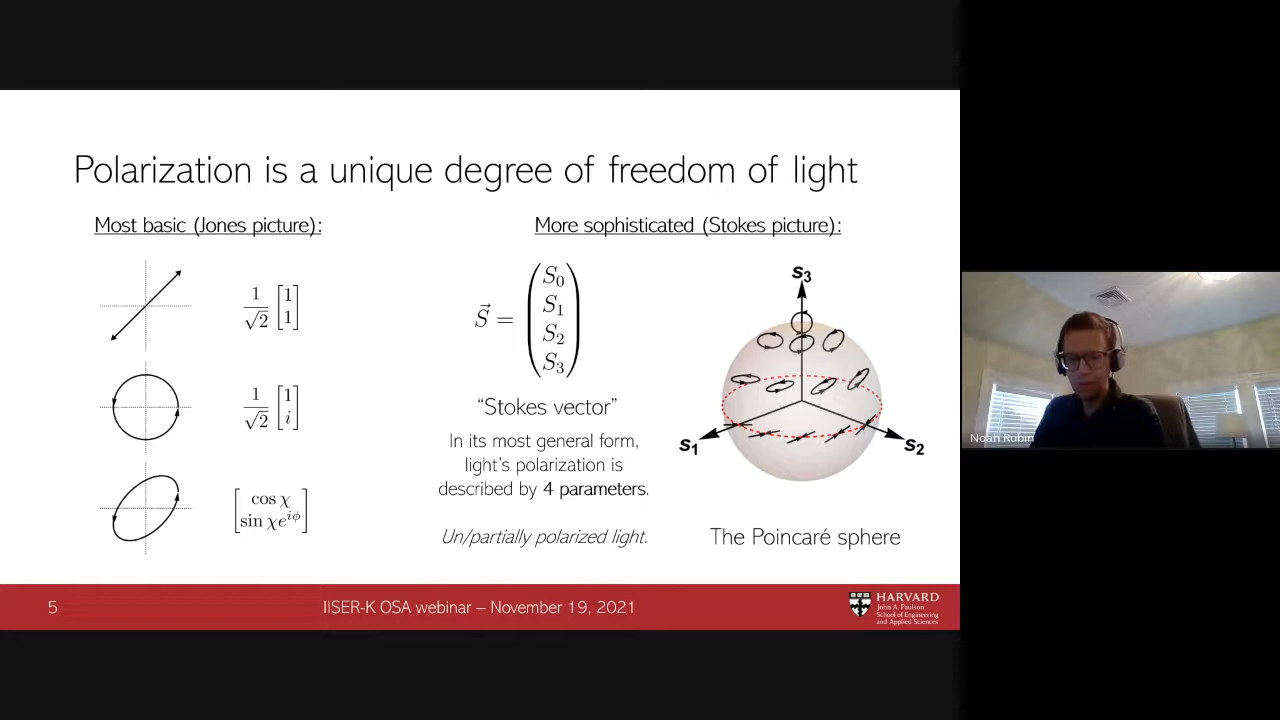 Polarization is a unique degree of freedom of light
Most basic (Jones picture):
1/√2 [1 1]
1/√2 [1 i]
[cos χ sin χe^{iϕ}]
More sophisticated (Stokes picture):
S⃗ = (S₀ S₁ S₂ S₃)
“Stokes vector”
In its most general form,
light's polarization is
described by 4 parameters.
Un/partially polarized light.
S₃
S₁
S₂
The Poincaré sphere
5
IISER-K OSA webinar – November 19, 2021
HARVARD
John A. Paulson
School of Engineering
and Applied Sciences
Noah Rubin